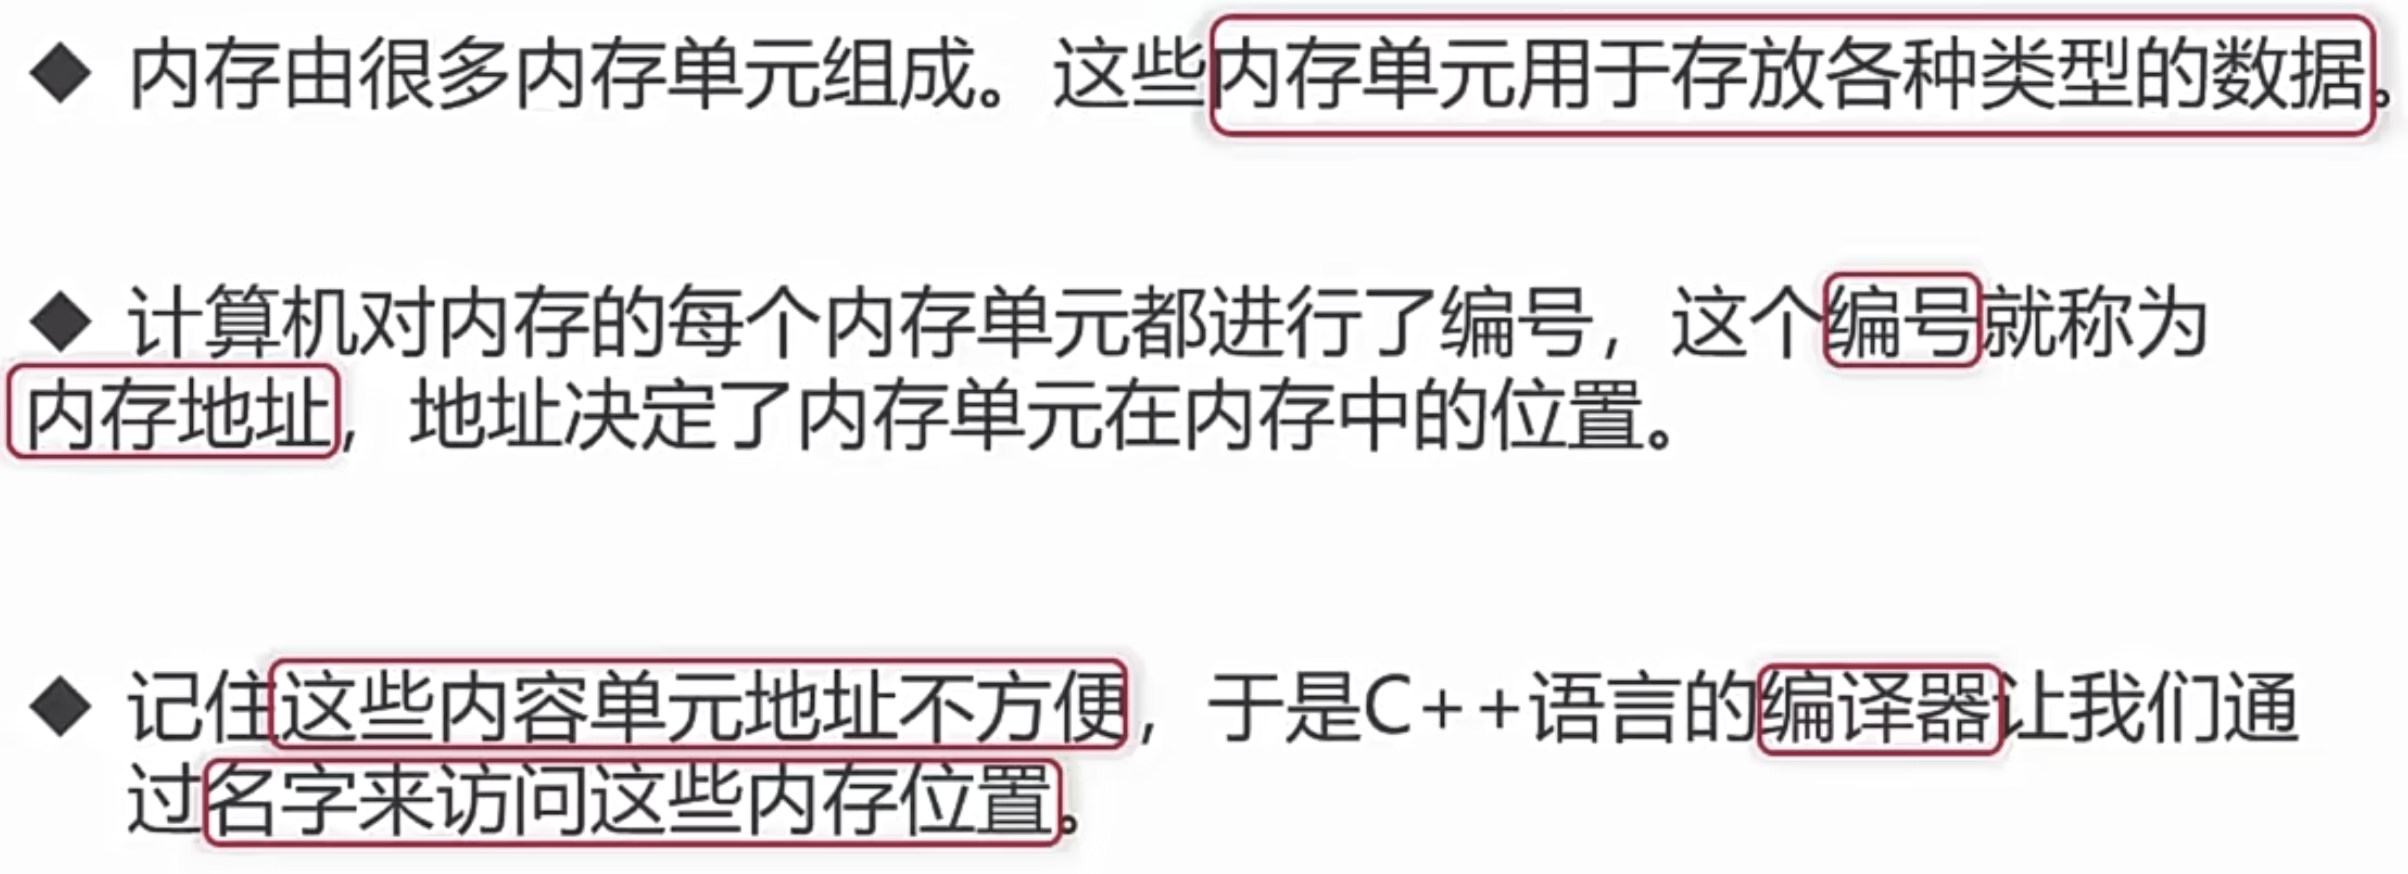 ◆ 内存由很多内存单元组成。这些内存单元用于存放各种类型的数据。
◆ 计算机对内存的每个内存单元都进行了编号，这个编号就称为
内存地址，地址决定了内存单元在内存中的位置。
◆ 记住这些内容单元地址不方便，于是C++语言的编译器让我们通
过名字来访问这些内存位置。